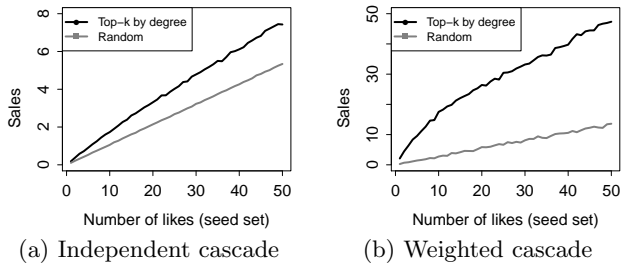 Top−k by degree
Random
Sales
0 2 4 6 8
0 10 20 30 40 50
Number of likes (seed set)
(a) Independent cascade
Top−k by degree
Random
Sales
0 10 30 50
0 10 20 30 40 50
Number of likes (seed set)
(b) Weighted cascade